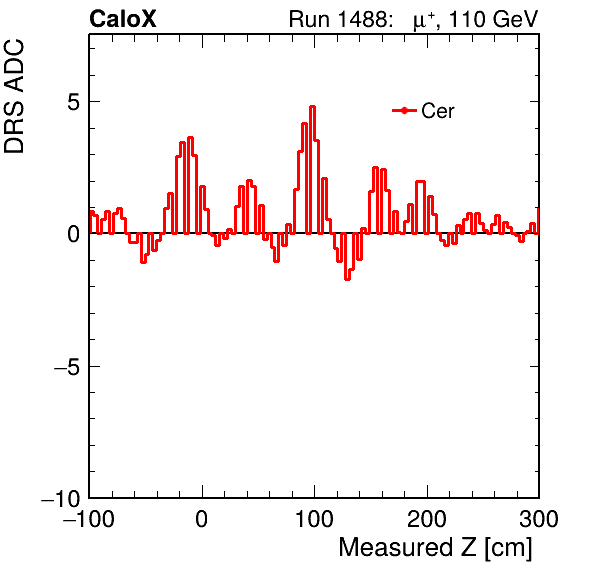 CaloX Run 1488: μ⁺, 110 GeV
DRS ADC
5
Cer
0
−5
−10
−100 0 100 200 300
Measured Z [cm]